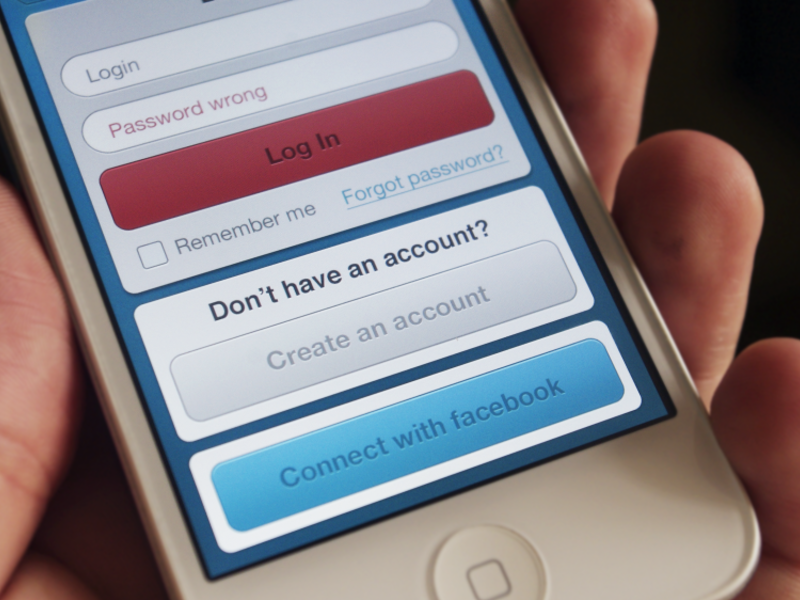 Login
Password wrong
Log In
Remember me Forgot password?
Don't have an account?
Create an account
Connect with facebook